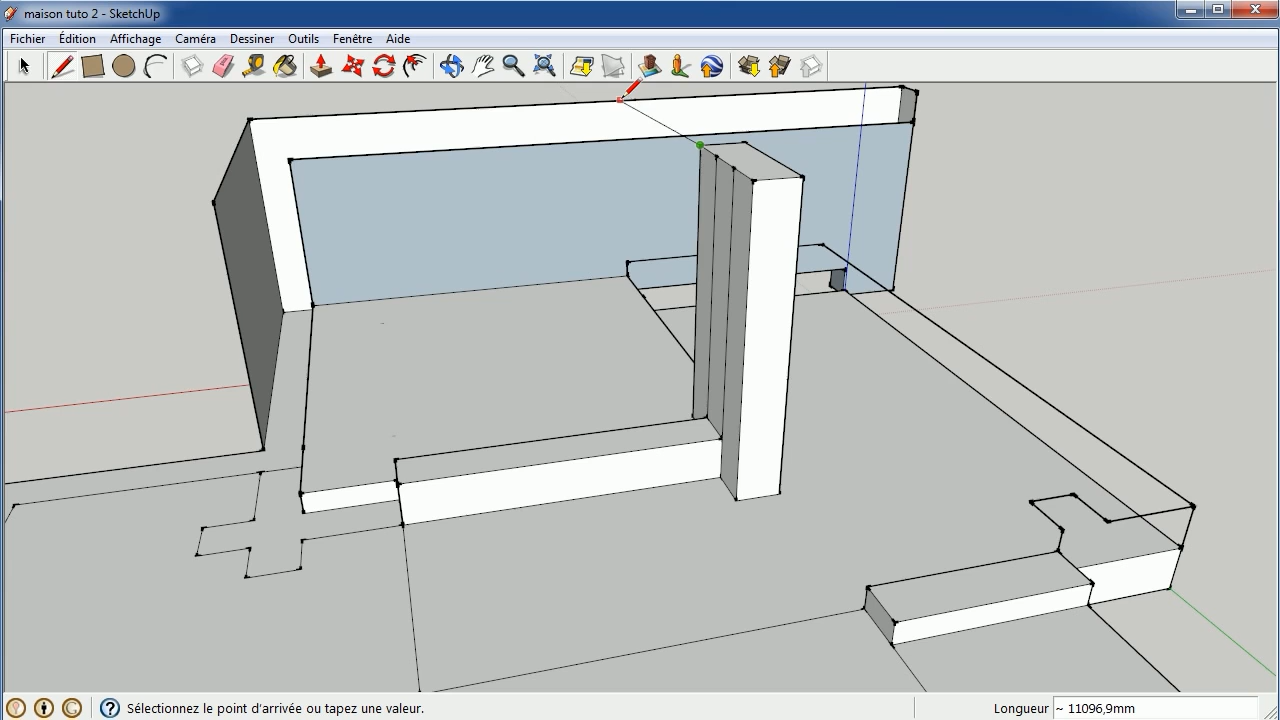 maison tuto 2 - SketchUp
Fichier Édition Affichage Caméra Dessiner Outils Fenêtre Aide
Sélectionnez le point d'arrivée ou tapez une valeur.
Longueur ~ 11096,9mm